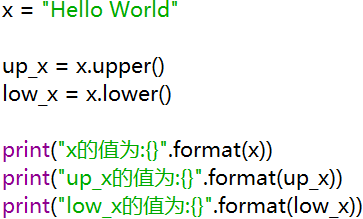 x = "Hello World"
up_x = x.upper()
low_x = x.lower()
print("x的值为:{}".format(x))
print("up_x的值为:{}".format(up_x))
print("low_x的值为:{}".format(low_x))